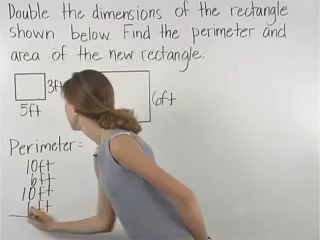 Double the dimensions of the rectangle
shown below. Find the perimeter and
area of the new rectangle.
3ft
5ft
6ft
Perimeter =
10ft
6ft
10ft